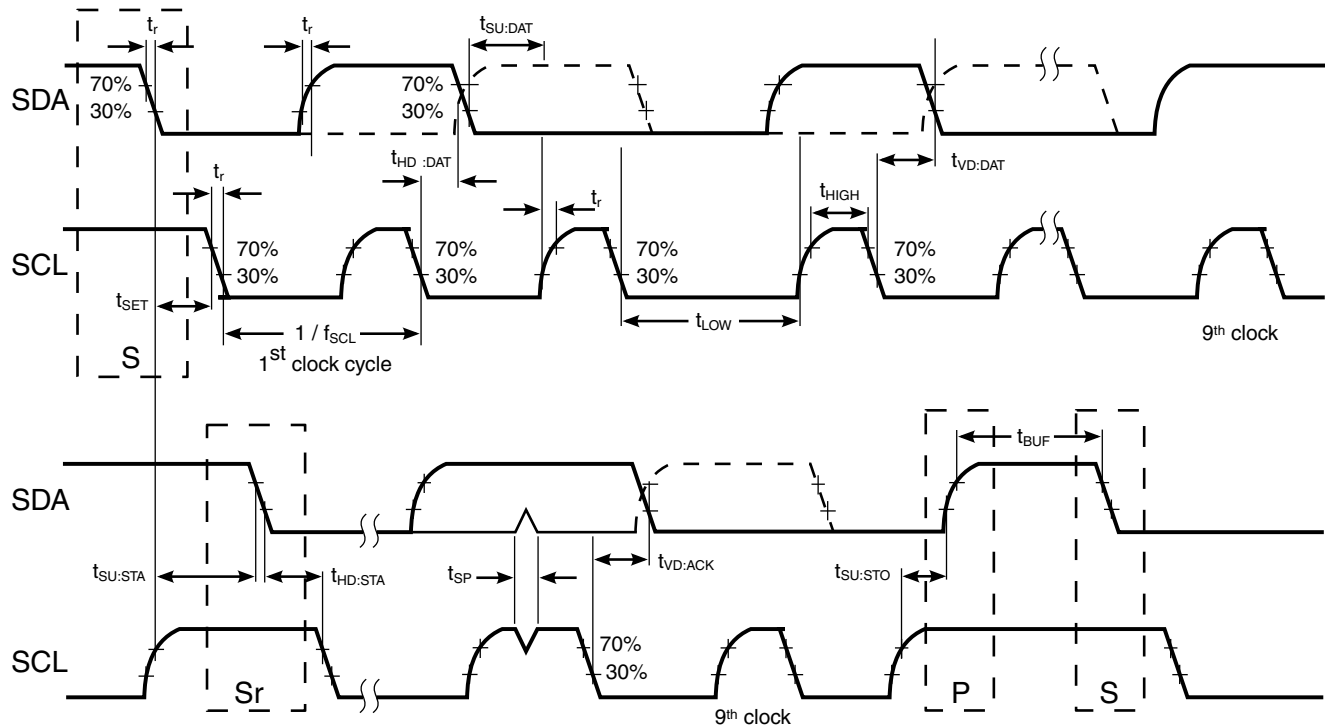 tr tr tSU:DAT
SDA 70% 70%
30% 30%
tHD :DAT tVD:DAT
tr tr tHIGH
SCL 70% 70% 70% 70%
30% 30% 30% 30%
tSET
1 / fSCL tLOW
S 1st clock cycle 9th clock
tBUF
SDA
tSU:STA tHD:STA tSP tVD:ACK tSU:STO
SCL 70%
30%
Sr P S
9th clock